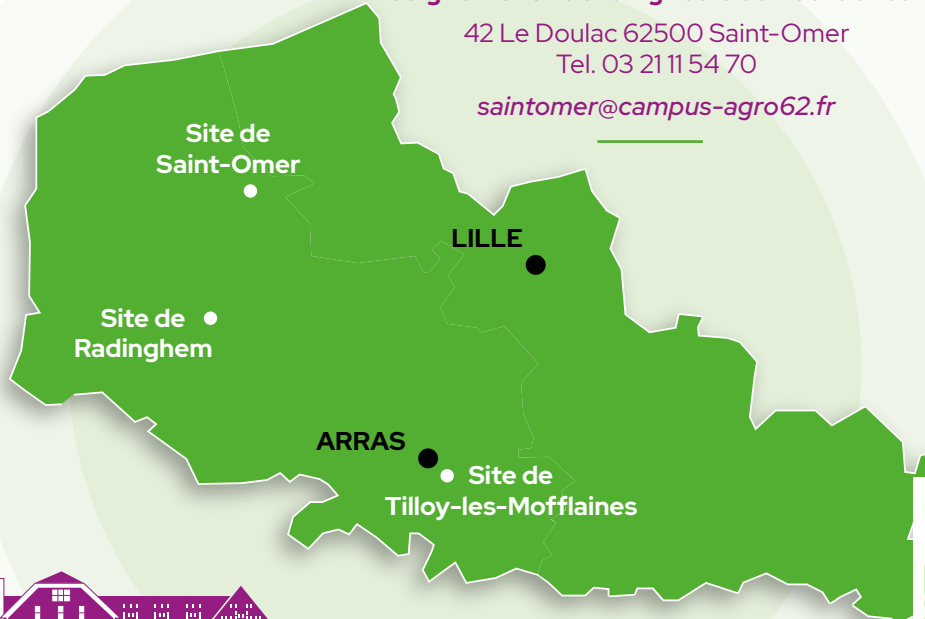 42 Le Doulac 62500 Saint-Omer
Tel. 03 21 11 54 70
saintomer@campus-agro62.fr
Site de
Saint-Omer
LILLE
Site de
Radinghem
ARRAS
Site de
Tilloy-les-Mofflaines